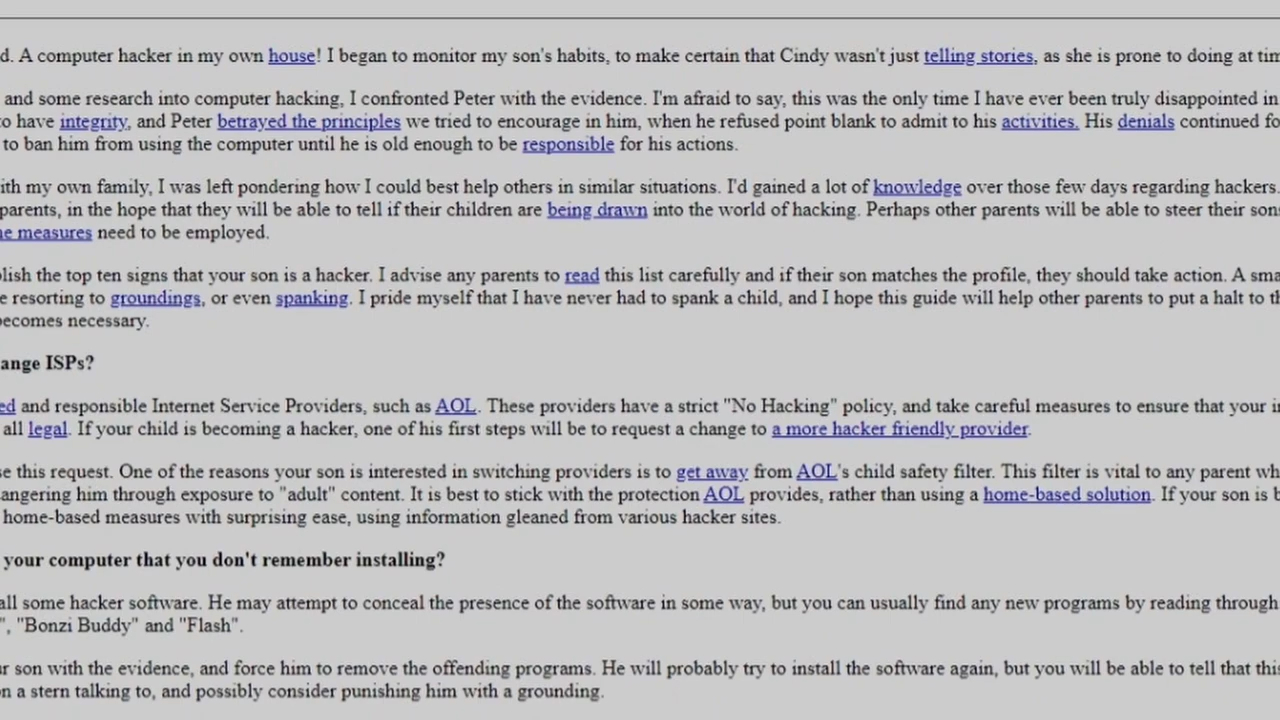 d. A computer hacker in my own house! I began to monitor my son's habits, to make certain that Cindy wasn't just telling stories, as she is prone to doing at tim
and some research into computer hacking, I confronted Peter with the evidence. I'm afraid to say, this was the only time I have ever been truly disappointed in
o have integrity, and Peter betrayed the principles we tried to encourage in him, when he refused point blank to admit to his activities. His denials continued fo
to ban him from using the computer until he is old enough to be responsible for his actions.
ith my own family, I was left pondering how I could best help others in similar situations. I'd gained a lot of knowledge over those few days regarding hackers.
parents, in the hope that they will be able to tell if their children are being drawn into the world of hacking. Perhaps other parents will be able to steer their sons
ne measures need to be employed.
lish the top ten signs that your son is a hacker. I advise any parents to read this list carefully and if their son matches the profile, they should take action. A sma
e resorting to groundings, or even spanking. I pride myself that I have never had to spank a child, and I hope this guide will help other parents to put a halt to th
becomes necessary.
ange ISPs?
ed and responsible Internet Service Providers, such as AOL. These providers have a strict "No Hacking" policy, and take careful measures to ensure that your i
all legal. If your child is becoming a hacker, one of his first steps will be to request a change to a more hacker friendly provider.
se this request. One of the reasons your son is interested in switching providers is to get away from AOL's child safety filter. This filter is vital to any parent wh
angering him through exposure to "adult" content. It is best to stick with the protection AOL provides, rather than using a home-based solution. If your son is b
home-based measures with surprising ease, using information gleaned from various hacker sites.
your computer that you don't remember installing?
all some hacker software. He may attempt to conceal the presence of the software in some way, but you can usually find any new programs by reading through
", "Bonzi Buddy" and "Flash".
ur son with the evidence, and force him to remove the offending programs. He will probably try to install the software again, but you will be able to tell that this
n a stern talking to, and possibly consider punishing him with a grounding.